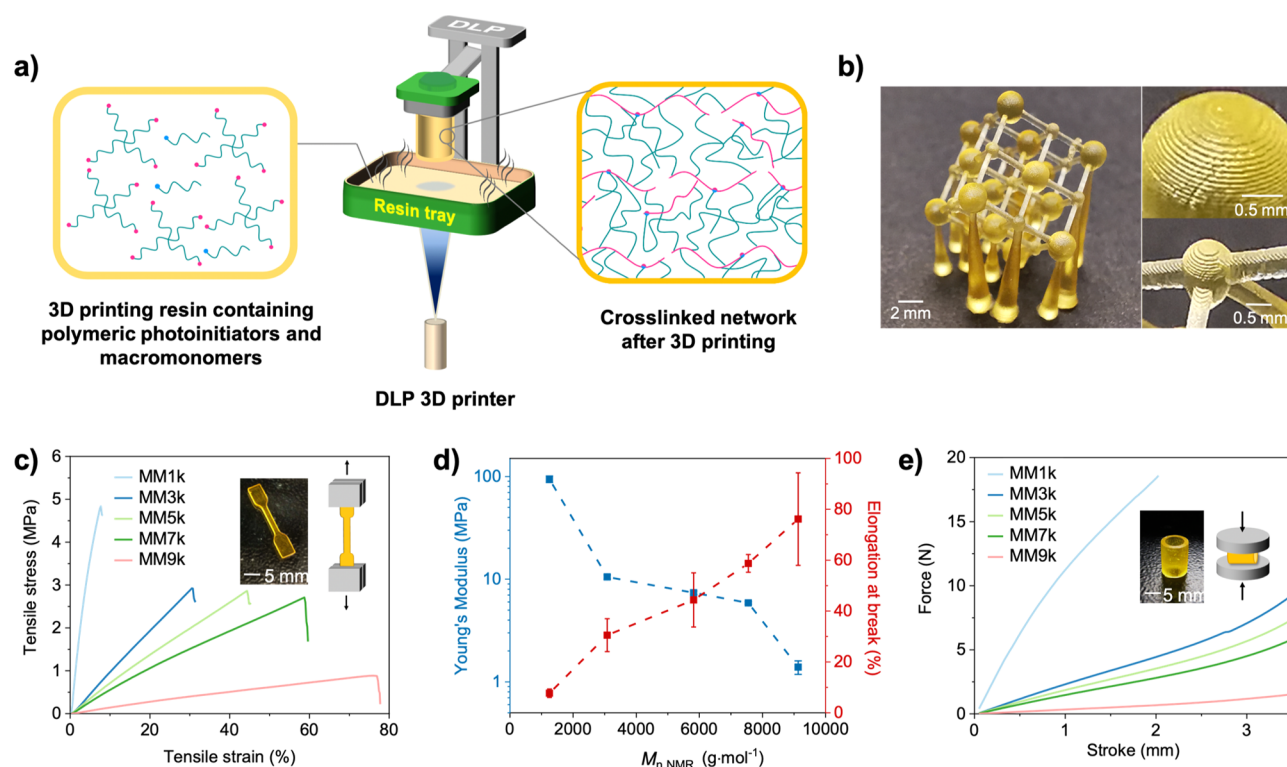 a)
DLP
Resin tray
3D printing resin containing
polymeric photoinitiators and
macromonomers
DLP 3D printer
Crosslinked network
after 3D printing
b)
2 mm
0.5 mm
0.5 mm
c)
6
5
4
3
2
1
0
Tensile stress (MPa)
MM1k
MM3k
MM5k
MM7k
MM9k
5 mm
0 20 40 60 80
Tensile strain (%)
d)
100
10
1
Young's Modulus (MPa)
100
80
60
40
20
0
Elongation at break (%)
0 2000 4000 6000 8000 10000
Mn NMR (g·mol⁻¹)
e)
20
15
10
5
0
Force (N)
MM1k
MM3k
MM5k
MM7k
MM9k
5 mm
0 1 2 3
Stroke (mm)